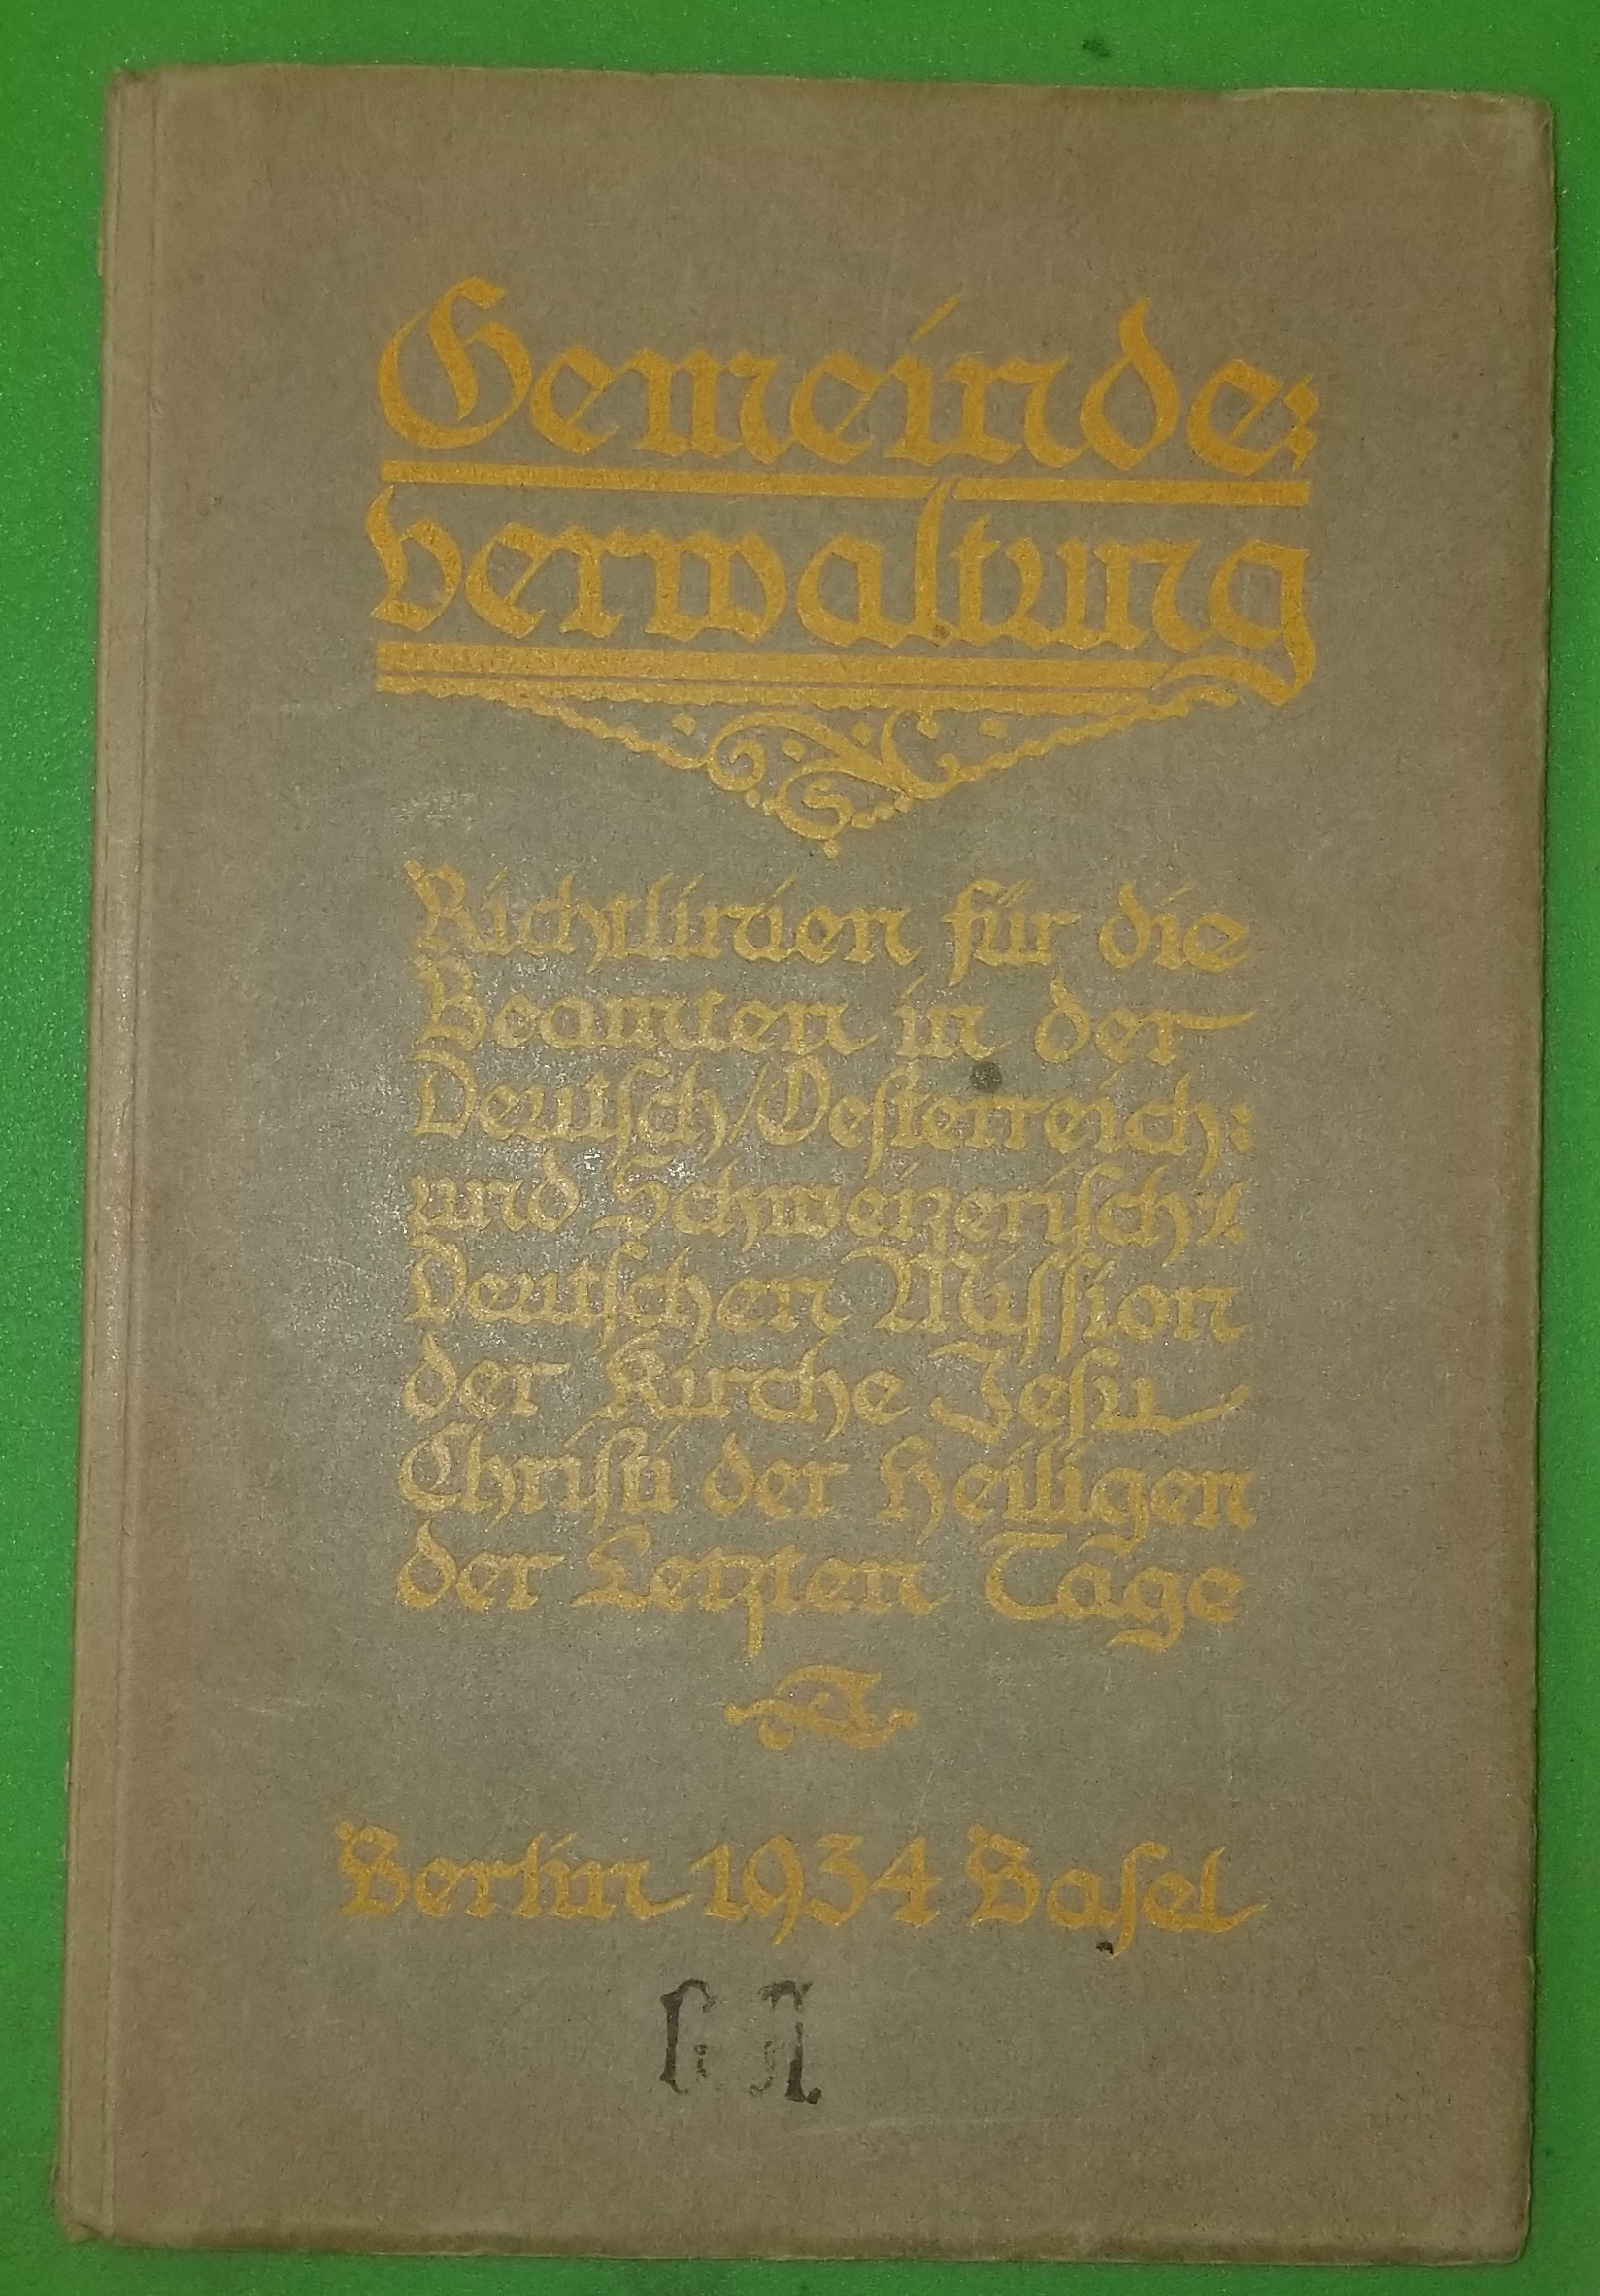 Gemeinde=
verwaltung
Richtlinien für die
Beamten in der
Deutsch/Oesterreich=
und Schweizerisch=
Deutschen Mission
der Kirche Jesu
Christi der Heiligen
der Letzten Tage
Berlin 1934 Basel